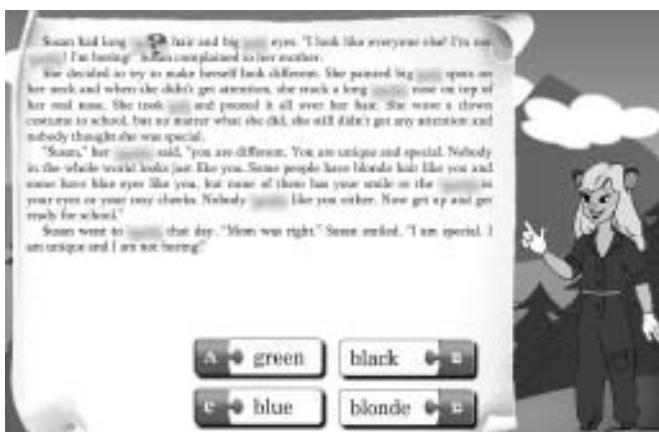 Susan had long hair and big eyes. "I look like everyone else! I'm not
! I'm boring!" Susan complained to her mother.
She decided to try to make herself look different. She painted big spots on
her neck and when she didn't get attention, she stuck a long nose on top of
her real nose. She took and poured it all over her hair. She wore a clown
costume to school, but no matter what she did, she still didn't get any attention and
nobody thought she was special.
"Susan," her said, "you are different. You are unique and special. Nobody
in the whole world looks just like you. Some people have blonde hair like you and
some have blue eyes like you, but none of them has your smile or the in
your eyes or your rosy cheeks. Nobody like you either. Now get up and get
ready for school."
Susan went to that day. "Mom was right." Susan smiled. "I am special. I
am unique and I am not boring!"
A green
black B
C blue
blonde D